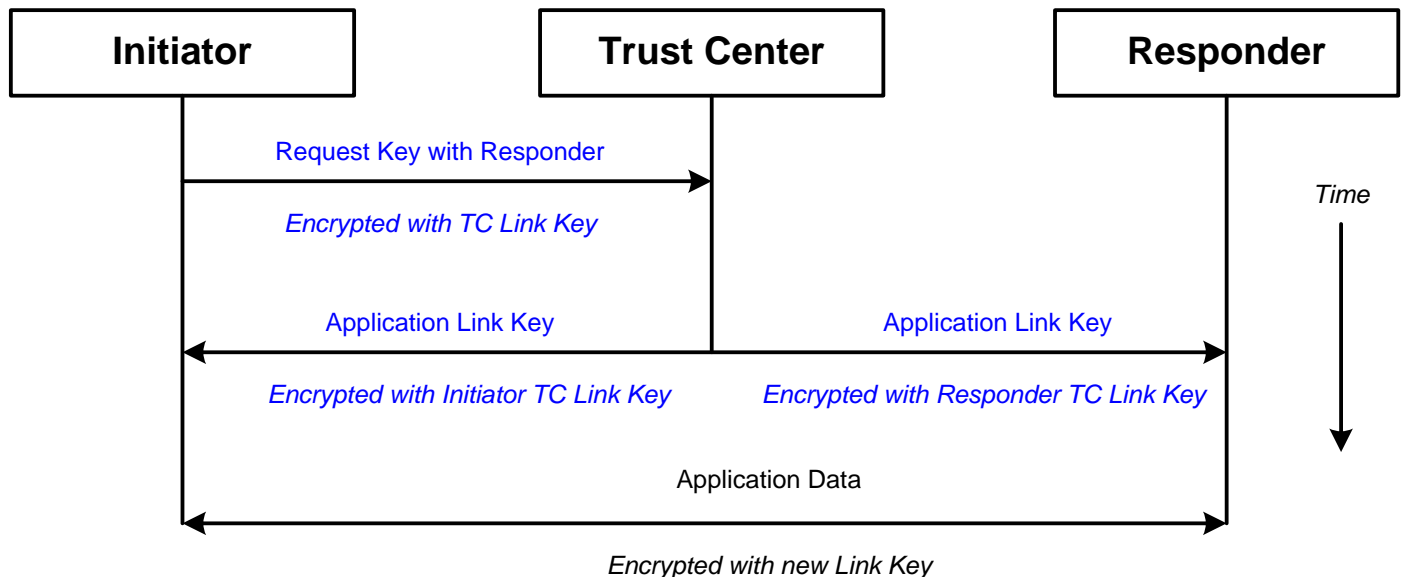 Initiator
Trust Center
Responder
Request Key with Responder
Encrypted with TC Link Key
Time
Application Link Key
Application Link Key
Encrypted with Initiator TC Link Key
Encrypted with Responder TC Link Key
Application Data
Encrypted with new Link Key